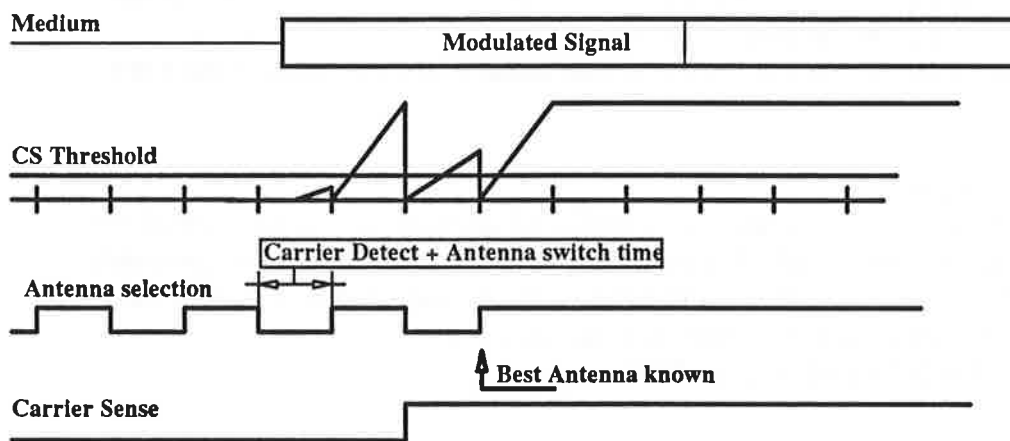 Medium
Modulated Signal
CS Threshold
Carrier Detect + Antenna switch time
Antenna selection
Best Antenna known
Carrier Sense